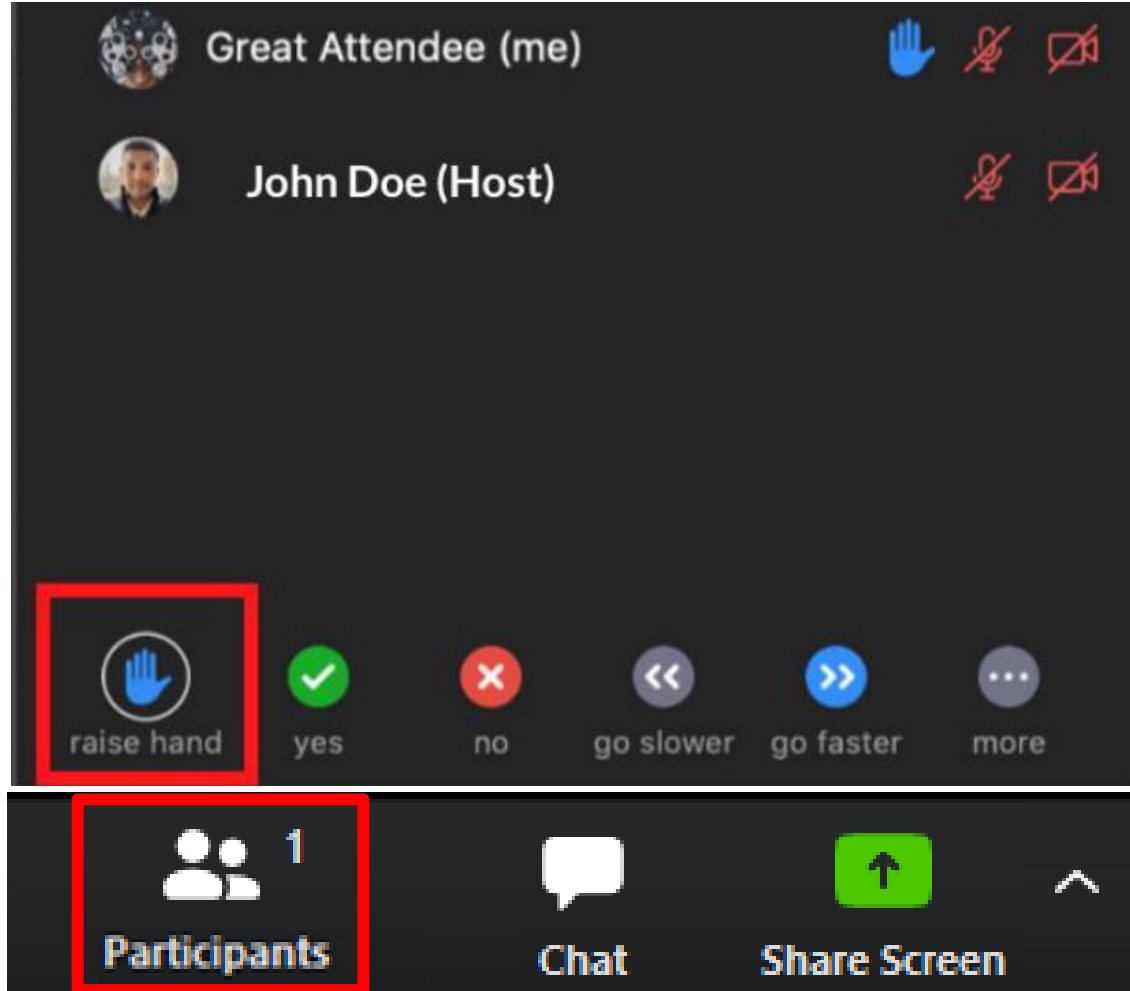 Great Attendee (me)
John Doe (Host)
raise hand yes no go slower go faster more
1
Participants Chat Share Screen